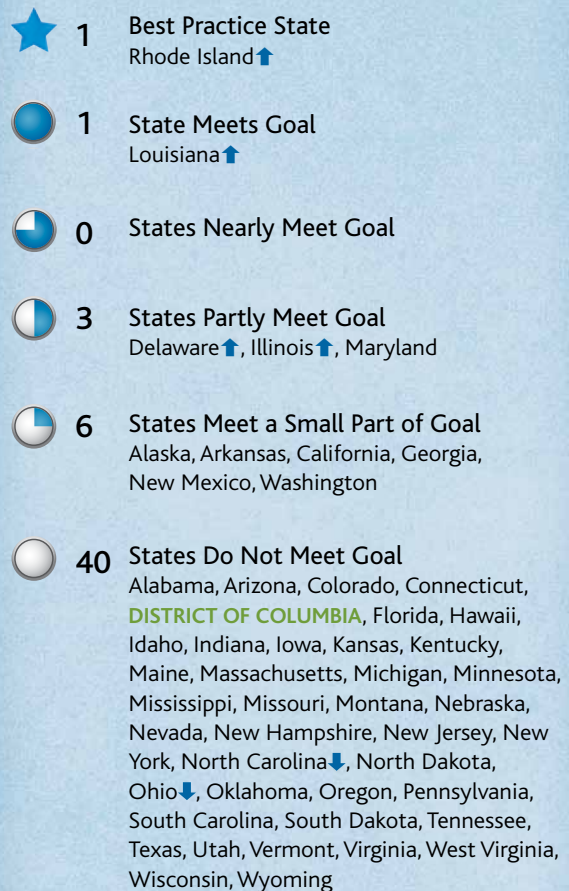 1 Best Practice State
Rhode Island⬆
1 State Meets Goal
Louisiana⬆
0 States Nearly Meet Goal
3 States Partly Meet Goal
Delaware⬆, Illinois⬆, Maryland
6 States Meet a Small Part of Goal
Alaska, Arkansas, California, Georgia,
New Mexico, Washington
40 States Do Not Meet Goal
Alabama, Arizona, Colorado, Connecticut,
DISTRICT OF COLUMBIA, Florida, Hawaii,
Idaho, Indiana, Iowa, Kansas, Kentucky,
Maine, Massachusetts, Michigan, Minnesota,
Mississippi, Missouri, Montana, Nebraska,
Nevada, New Hampshire, New Jersey, New
York, North Carolina⬇, North Dakota,
Ohio⬇, Oklahoma, Oregon, Pennsylvania,
South Carolina, South Dakota, Tennessee,
Texas, Utah, Vermont, Virginia, West Virginia,
Wisconsin, Wyoming